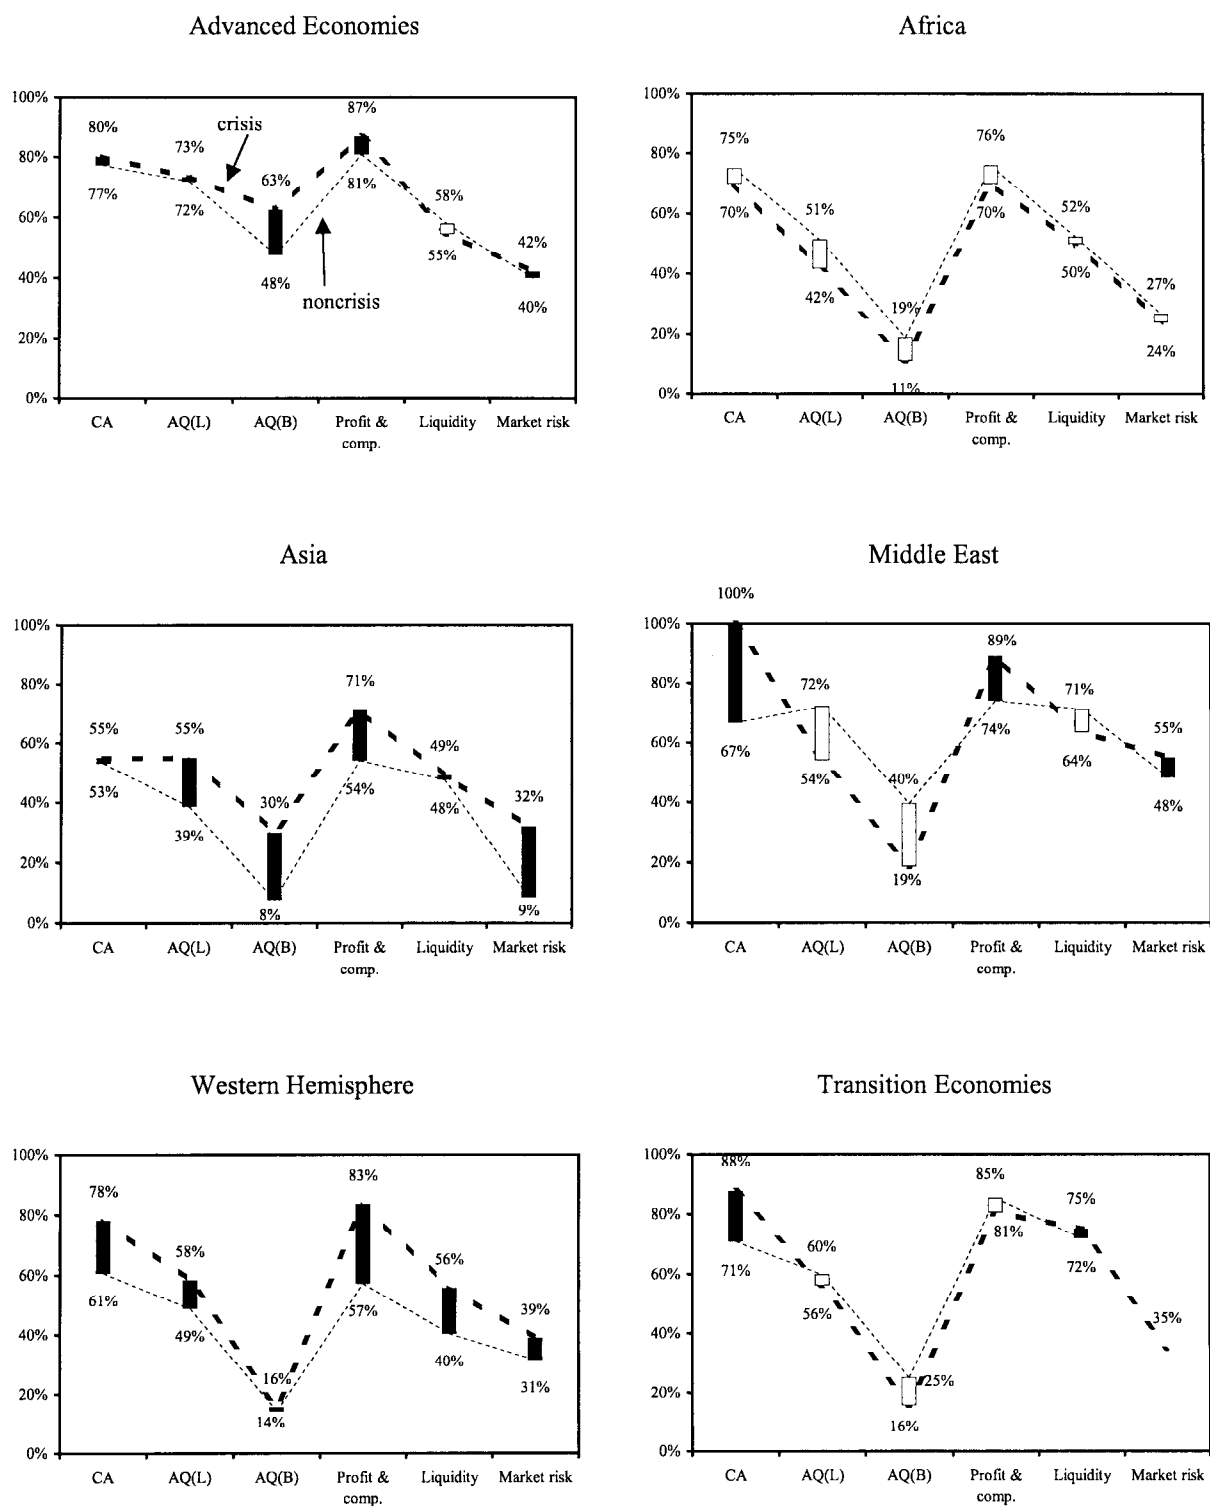 Advanced Economies
100%
80%
60%
40%
20%
0%
80%
77%
73%
72%
crisis
63%
48%
87%
81%
noncrisis
58%
55%
42%
40%
CA
AQ(L)
AQ(B)
Profit &
comp.
Liquidity
Market risk
Africa
100%
80%
60%
40%
20%
0%
75%
70%
51%
42%
19%
11%
76%
70%
52%
50%
27%
24%
CA
AQ(L)
AQ(B)
Profit &
comp.
Liquidity
Market risk
Asia
100%
80%
60%
40%
20%
0%
55%
53%
55%
39%
30%
8%
71%
54%
49%
48%
32%
9%
CA
AQ(L)
AQ(B)
Profit &
comp.
Liquidity
Market risk
Middle East
100%
80%
60%
40%
20%
0%
100%
67%
72%
54%
40%
19%
89%
74%
71%
64%
55%
48%
CA
AQ(L)
AQ(B)
Profit &
comp.
Liquidity
Market risk
Western Hemisphere
100%
80%
60%
40%
20%
0%
78%
61%
58%
49%
16%
14%
83%
57%
56%
40%
39%
31%
CA
AQ(L)
AQ(B)
Profit &
comp.
Liquidity
Market risk
Transition Economies
100%
80%
60%
40%
20%
0%
88%
71%
60%
56%
25%
16%
85%
81%
75%
72%
35%
CA
AQ(L)
AQ(B)
Profit &
comp.
Liquidity
Market risk